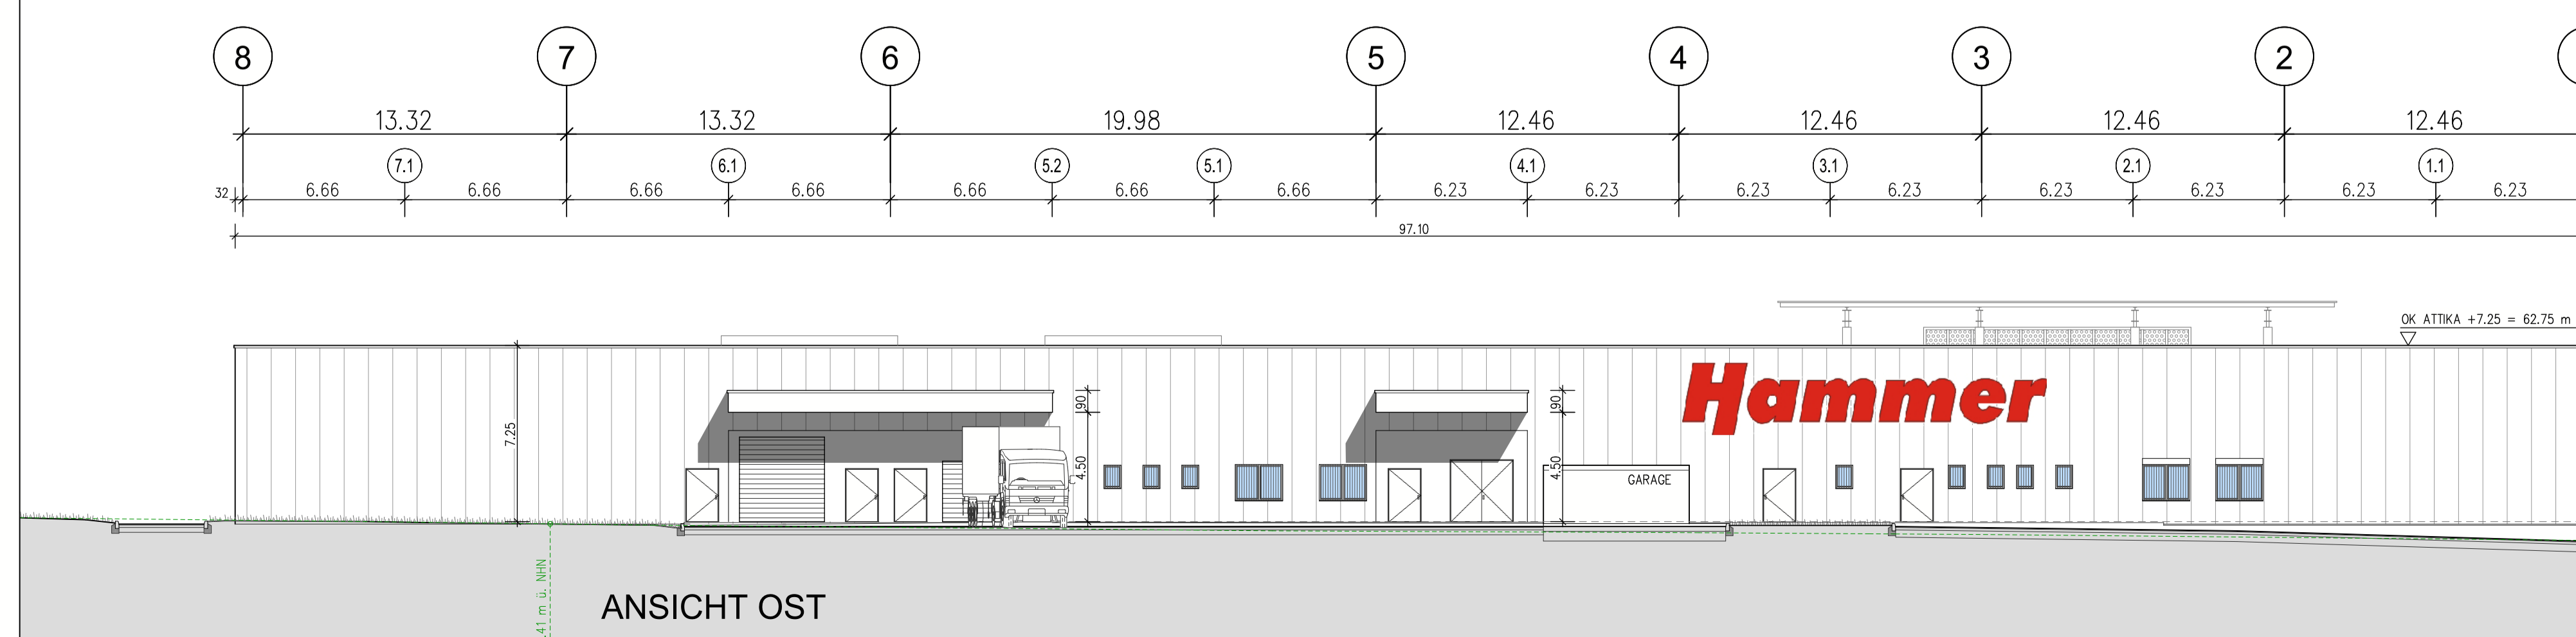 8 7 6 5 4 3 2
13.32 13.32 19.98 12.46 12.46 12.46 12.46
7.1 6.1 5.2 5.1 4.1 3.1 2.1 1.1
32 6.66 6.66 6.66 6.66 6.66 6.66 6.66 6.23 6.23 6.23 6.23 6.23 6.23 6.23 6.23
97.10
OK ATTIKA +7.25 = 62.75 m
Hammer
90 90
7.25
4.50 4.50
GARAGE
.41 m ü. NHN
ANSICHT OST